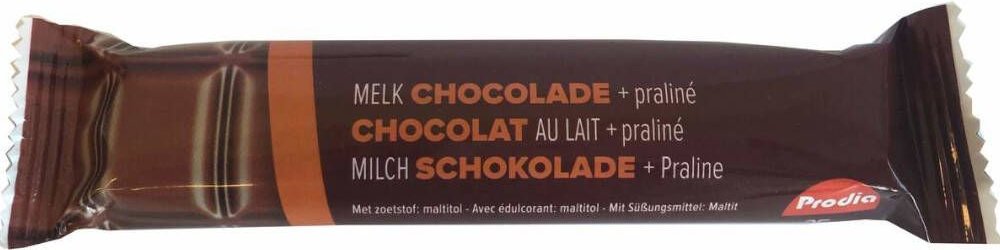 MELK CHOCOLADE + praliné
CHOCOLAT AU LAIT + praliné
MILCH SCHOKOLADE + Praline
Met zoetstof: maltitol - Avec édulcorant: maltitol - Mit Süßungsmittel: Maltit
Prodia